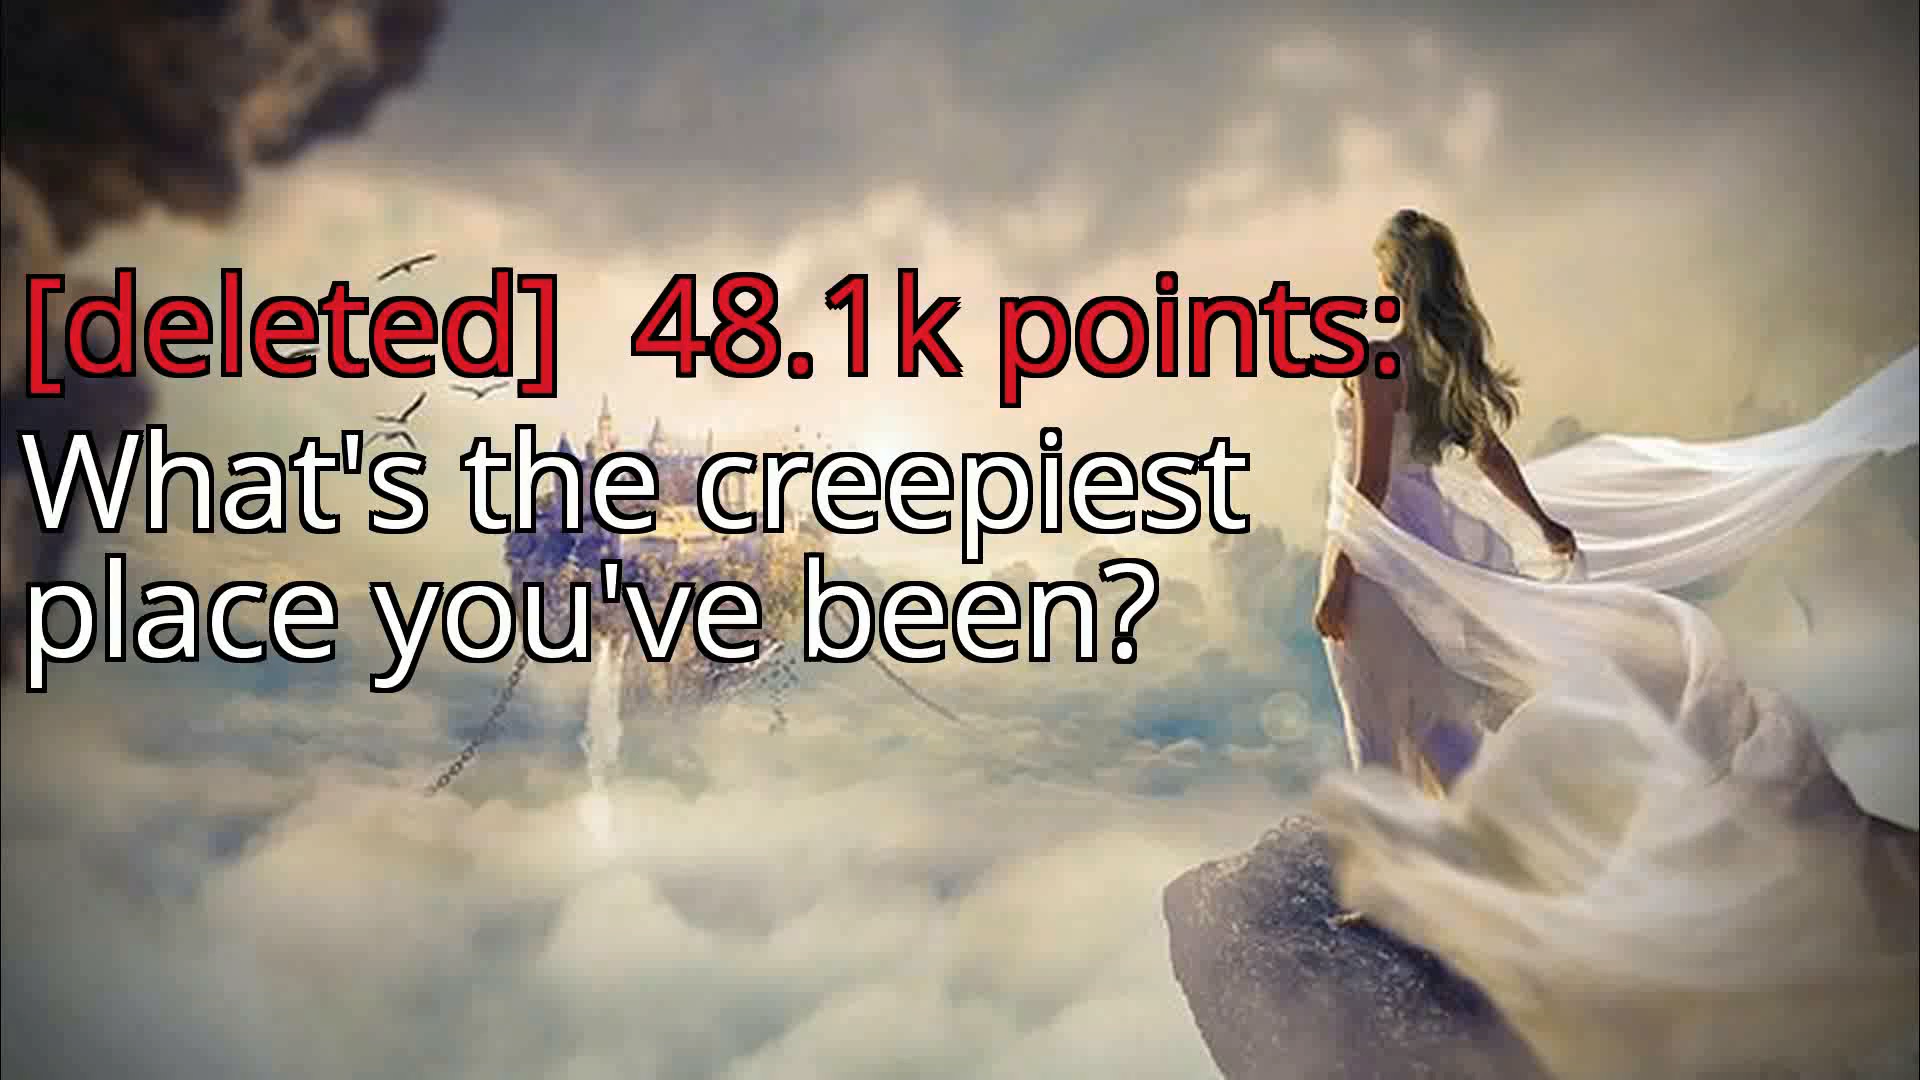 [deleted]  48.1k points:
What's the creepiest
place you've been?